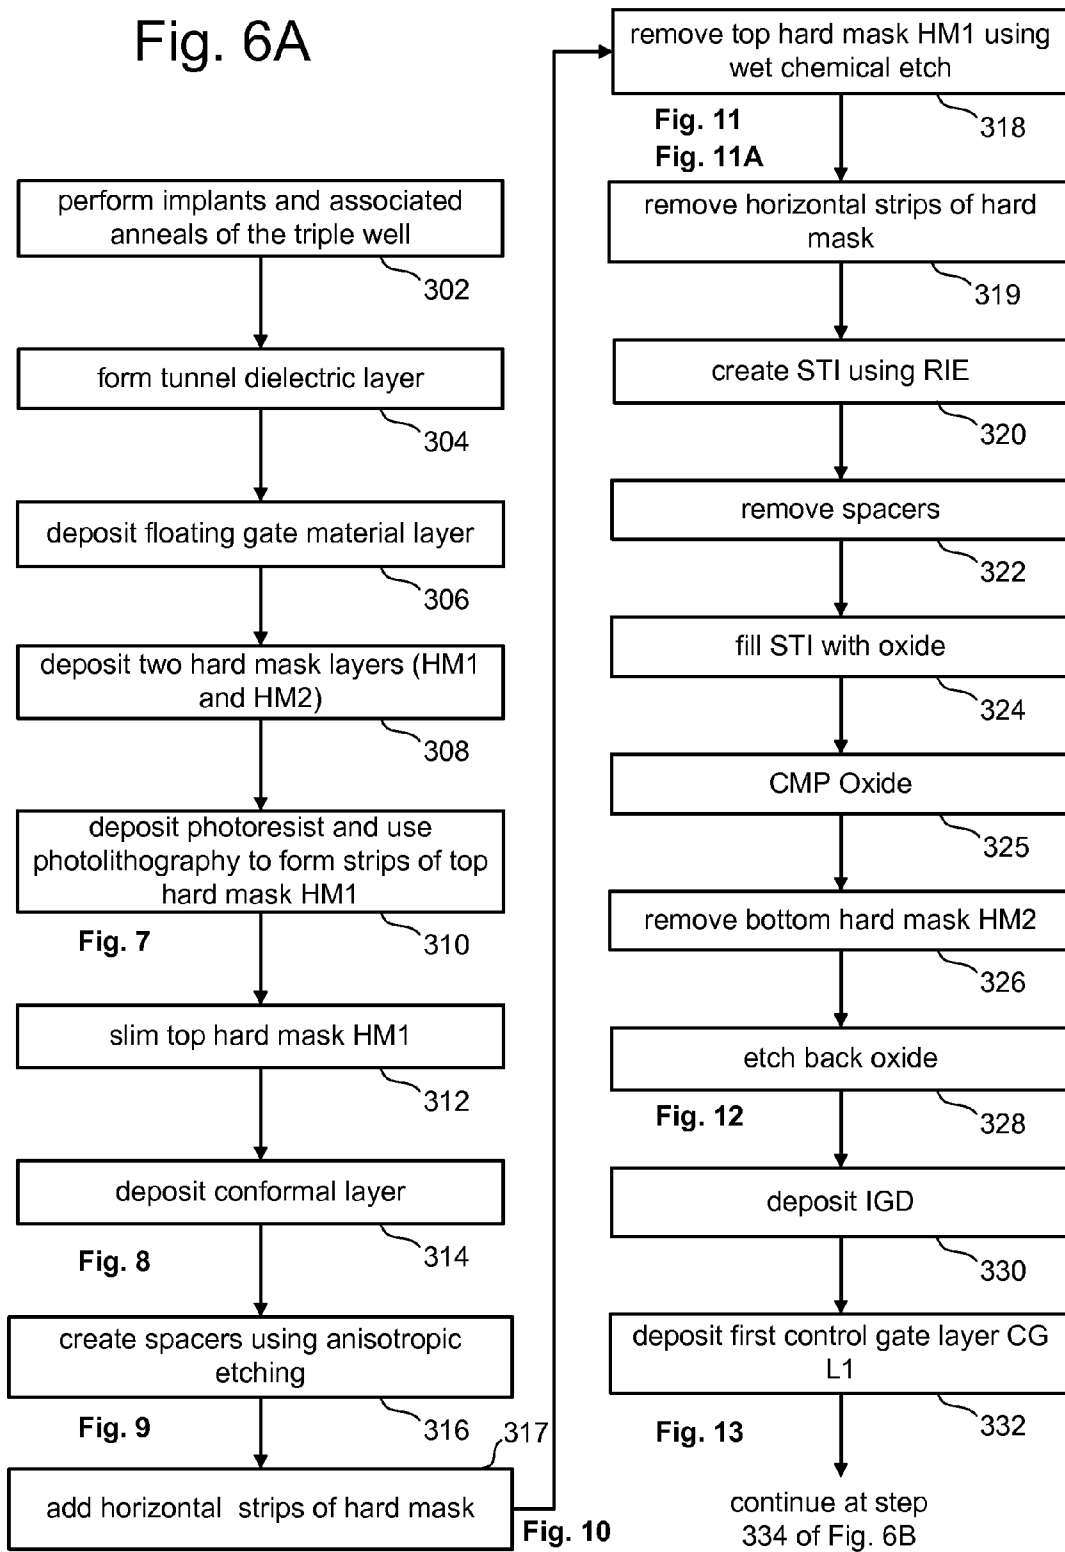 Fig. 6A
perform implants and associated
anneals of the triple well
302
form tunnel dielectric layer
304
deposit floating gate material layer
306
deposit two hard mask layers (HM1
and HM2)
308
deposit photoresist and use
photolithography to form strips of top
hard mask HM1
Fig. 7
310
slim top hard mask HM1
312
deposit conformal layer
Fig. 8
314
create spacers using anisotropic
etching
Fig. 9
316
317
add horizontal strips of hard mask
Fig. 10
remove top hard mask HM1 using
wet chemical etch
Fig. 11
318
Fig. 11A
remove horizontal strips of hard
mask
319
create STI using RIE
320
remove spacers
322
fill STI with oxide
324
CMP Oxide
325
remove bottom hard mask HM2
326
etch back oxide
Fig. 12
328
deposit IGD
330
deposit first control gate layer CG
L1
Fig. 13
332
continue at step
334 of Fig. 6B